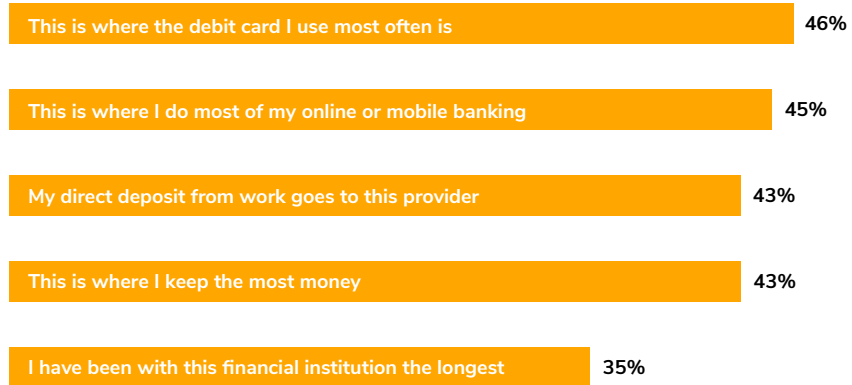 This is where the debit card I use most often is 46%
This is where I do most of my online or mobile banking 45%
My direct deposit from work goes to this provider 43%
This is where I keep the most money 43%
I have been with this financial institution the longest 35%